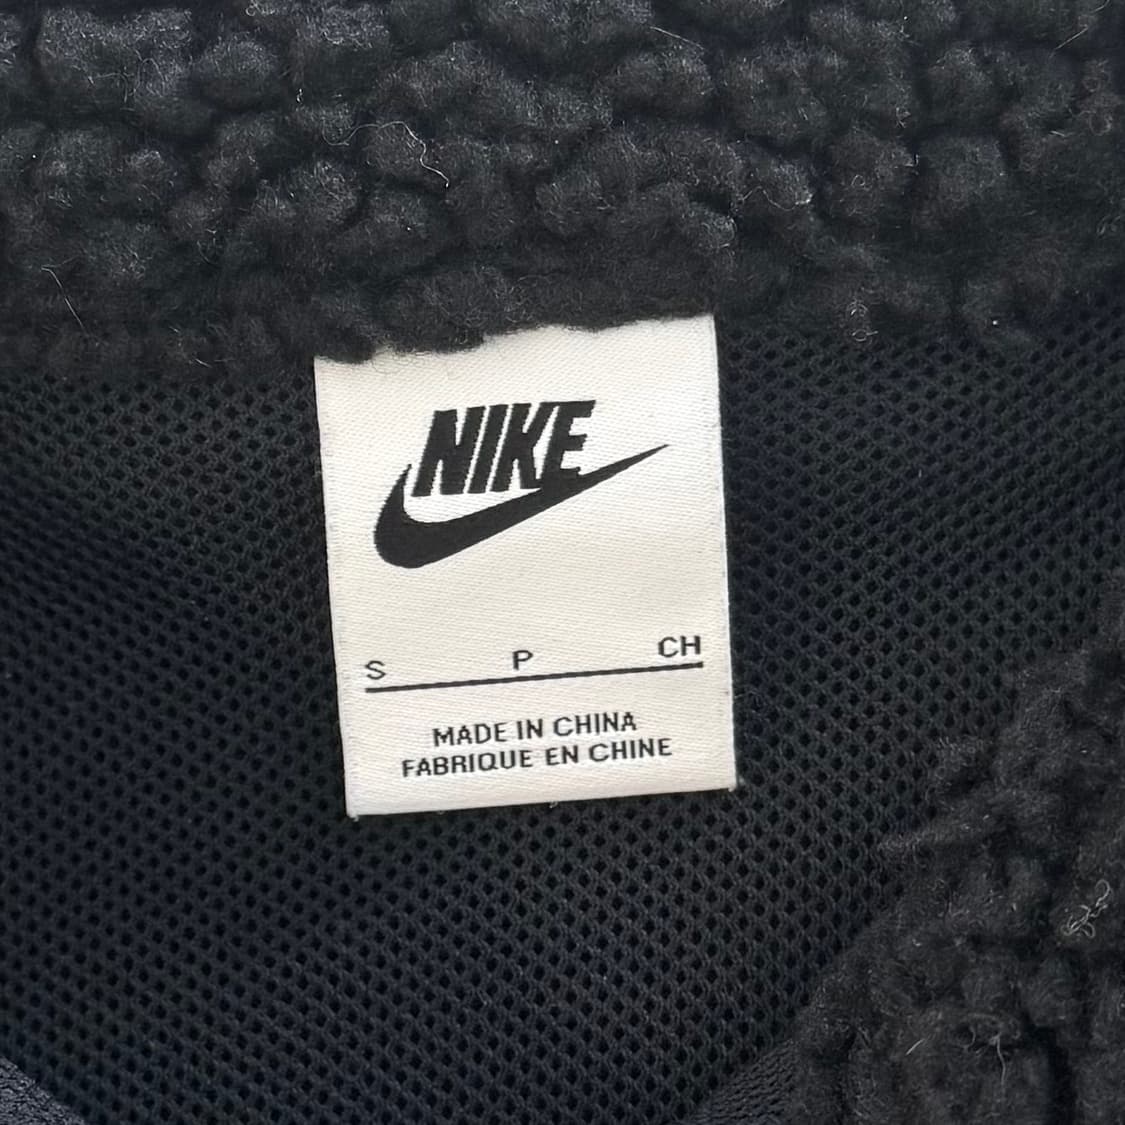 NIKE
S P CH
MADE IN CHINA
FABRIQUE EN CHINE